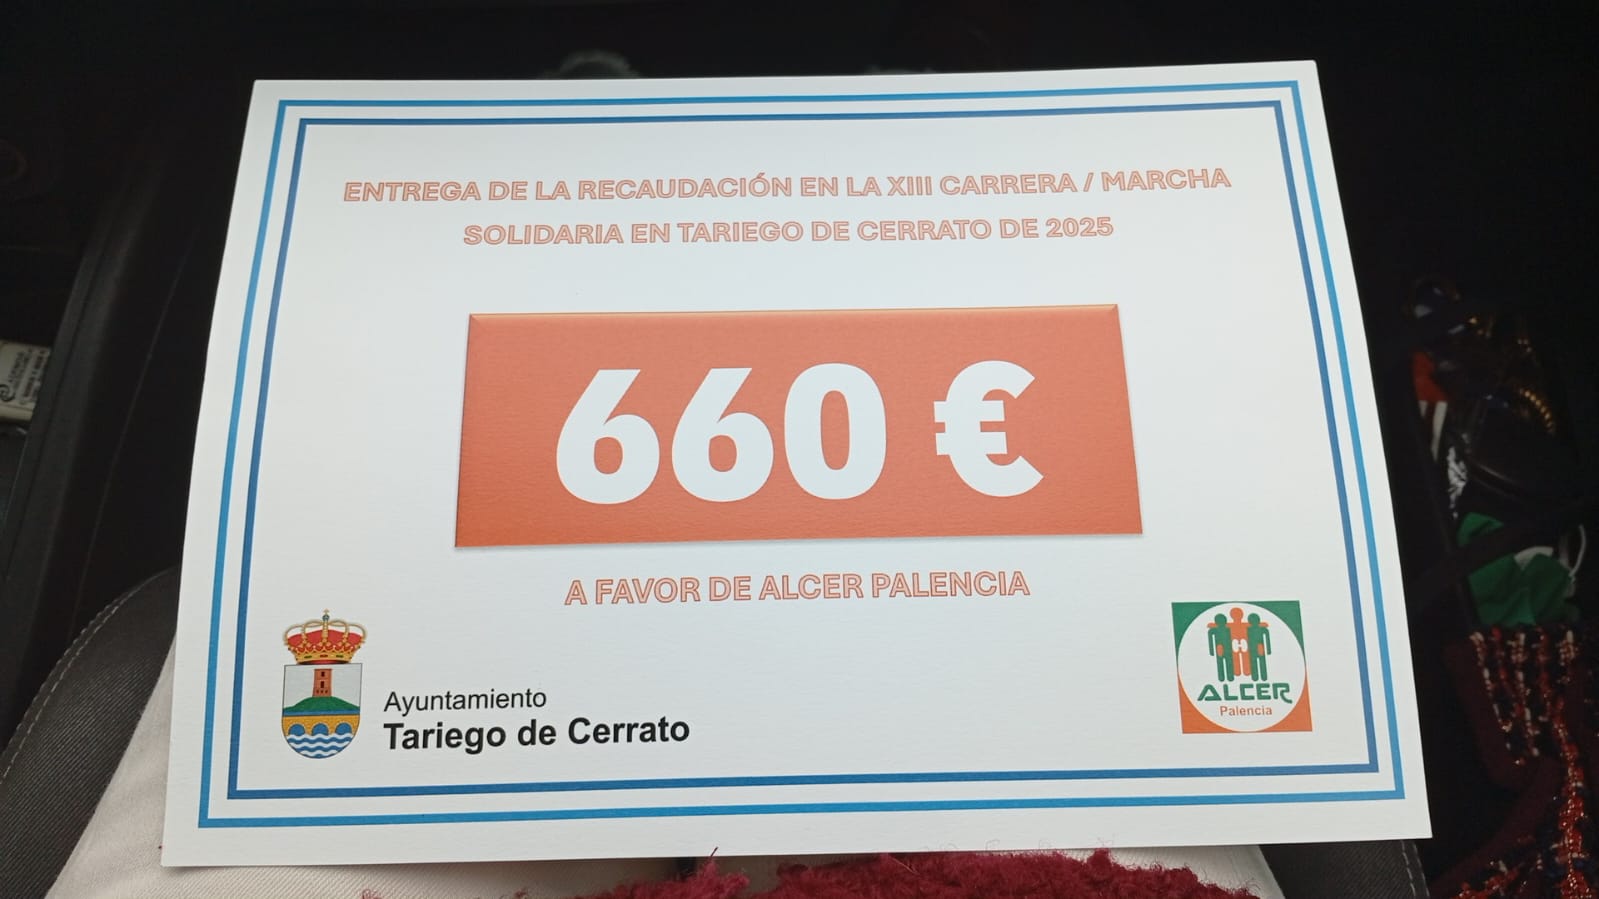 ENTREGA DE LA RECAUDACIÓN EN LA XIII CARRERA / MARCHA
SOLIDARIA EN TARIEGO DE CERRATO DE 2025
660 €
A FAVOR DE ALCER PALENCIA
Ayuntamiento
Tariego de Cerrato
ALCER
Palencia